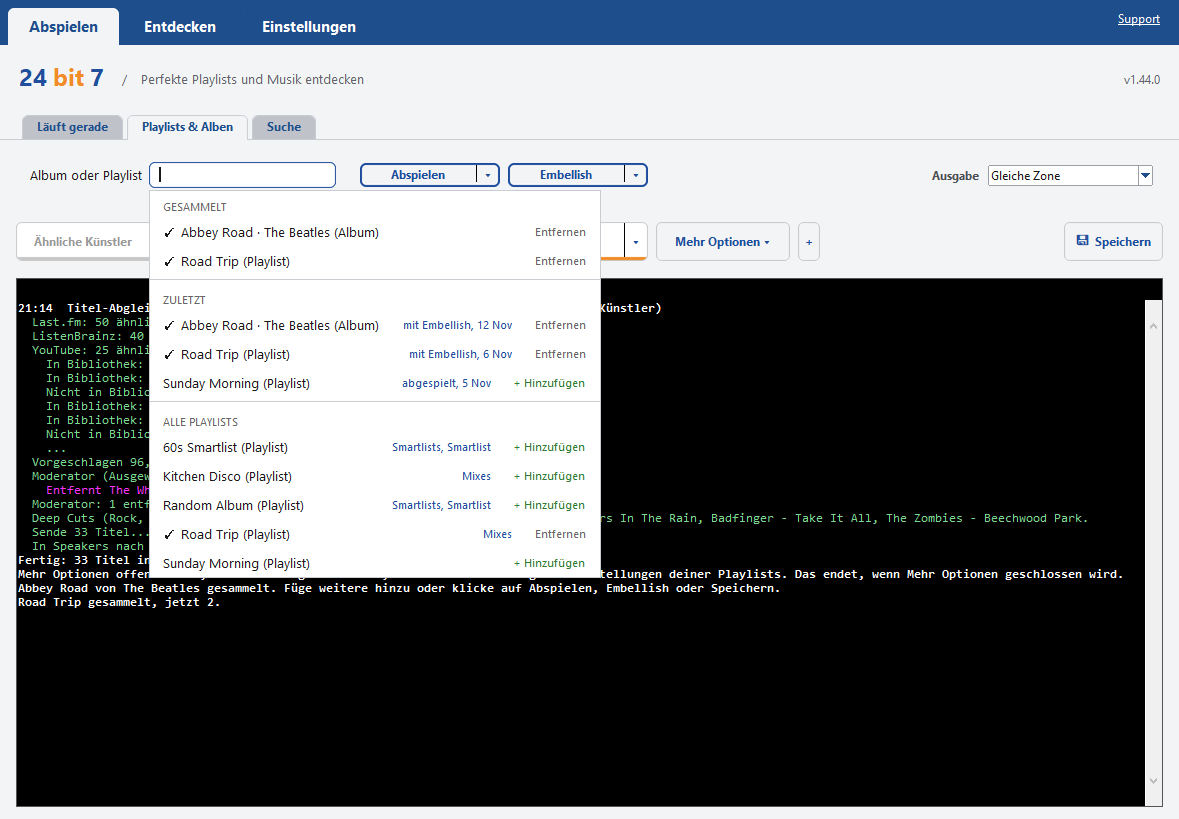 Abspielen Entdecken Einstellungen Support
24 bit 7 / Perfekte Playlists und Musik entdecken v1.44.0
Läuft gerade Playlists & Alben Suche
Album oder Playlist Abspielen Embellish Ausgabe Gleiche Zone
GESAMMELT
✓ Abbey Road · The Beatles (Album) Entfernen
✓ Road Trip (Playlist) Entfernen
ZULETZT
✓ Abbey Road · The Beatles (Album) mit Embellish, 12 Nov Entfernen
✓ Road Trip (Playlist) mit Embellish, 6 Nov Entfernen
Sunday Morning (Playlist) abgespielt, 5 Nov + Hinzufügen
ALLE PLAYLISTS
60s Smartlist (Playlist) Smartlists, Smartlist + Hinzufügen
Kitchen Disco (Playlist) Mixes + Hinzufügen
Random Album (Playlist) Smartlists, Smartlist + Hinzufügen
✓ Road Trip (Playlist) Mixes Entfernen
Sunday Morning (Playlist) + Hinzufügen
Ähnliche Künstler Mehr Optionen + Speichern
21:14 Titel-Abglei Künstler)
Last.fm: 50 ähnli
ListenBrainz: 40
YouTube: 25 ähnli
In Bibliothek:
In Bibliothek:
Nicht in Biblio
In Bibliothek:
In Bibliothek:
Nicht in Biblio
...
Vorgeschlagen 96,
Moderator (Ausgew
Entfernt The Wh
Moderator: 1 entf
Deep Cuts (Rock, rs In The Rain, Badfinger - Take It All, The Zombies - Beechwood Park.
Sende 33 Titel...
In Speakers nach
Fertig: 33 Titel in
Mehr Optionen offen tellungen deiner Playlists. Das endet, wenn Mehr Optionen geschlossen wird.
Abbey Road von The Beatles gesammelt. Füge weitere hinzu oder klicke auf Abspielen, Embellish oder Speichern.
Road Trip gesammelt, jetzt 2.